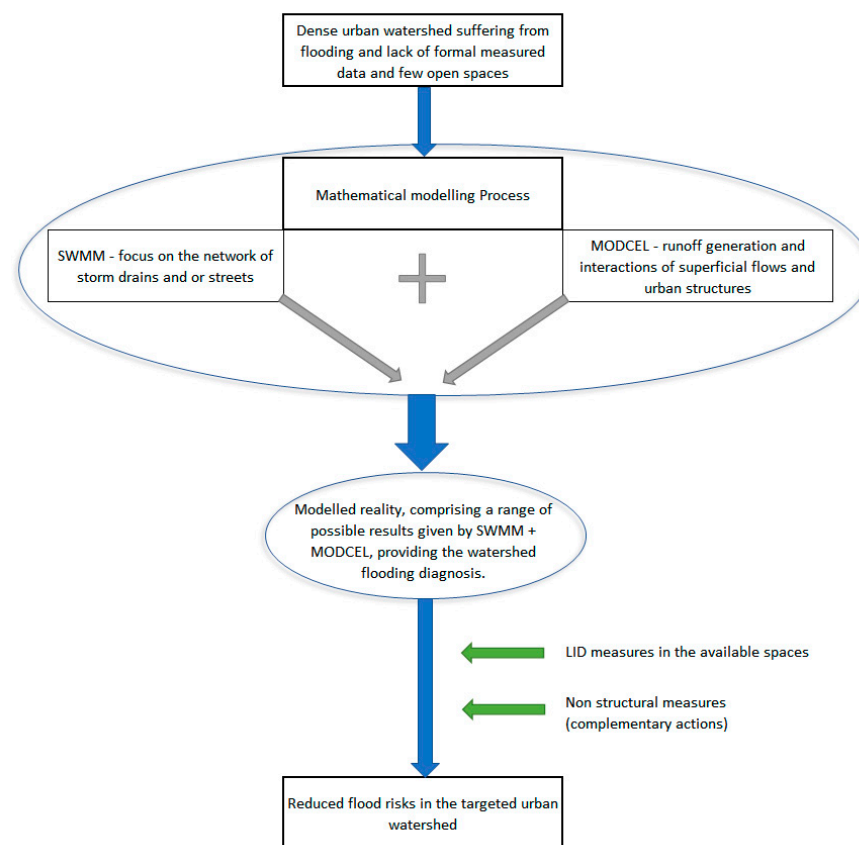 Dense urban watershed suffering from
flooding and lack of formal measured
data and few open spaces
Mathematical modelling Process
SWMM - focus on the network of
storm drains and or streets
MODCEL - runoff generation and
interactions of superficial flows and
urban structures
Modelled reality, comprising a range of
possible results given by SWMM +
MODCEL, providing the watershed
flooding diagnosis.
LID measures in the available spaces
Non structural measures
(complementary actions)
Reduced flood risks in the targeted urban
watershed